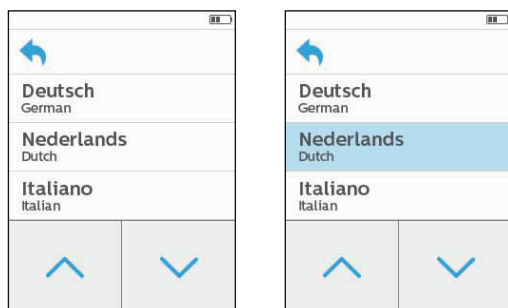 Deutsch
German
Nederlands
Dutch
Italiano
Italian
Deutsch
German
Nederlands
Dutch
Italiano
Italian